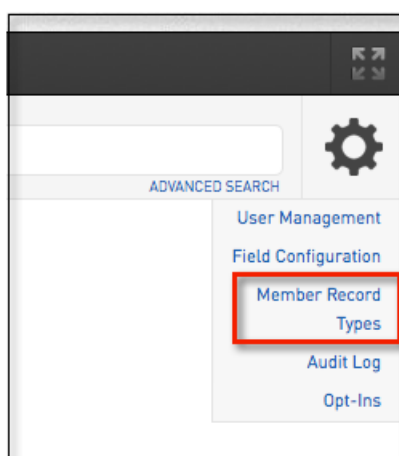 ADVANCED SEARCH
User Management
Field Configuration
Member Record
Types
Audit Log
Opt-Ins